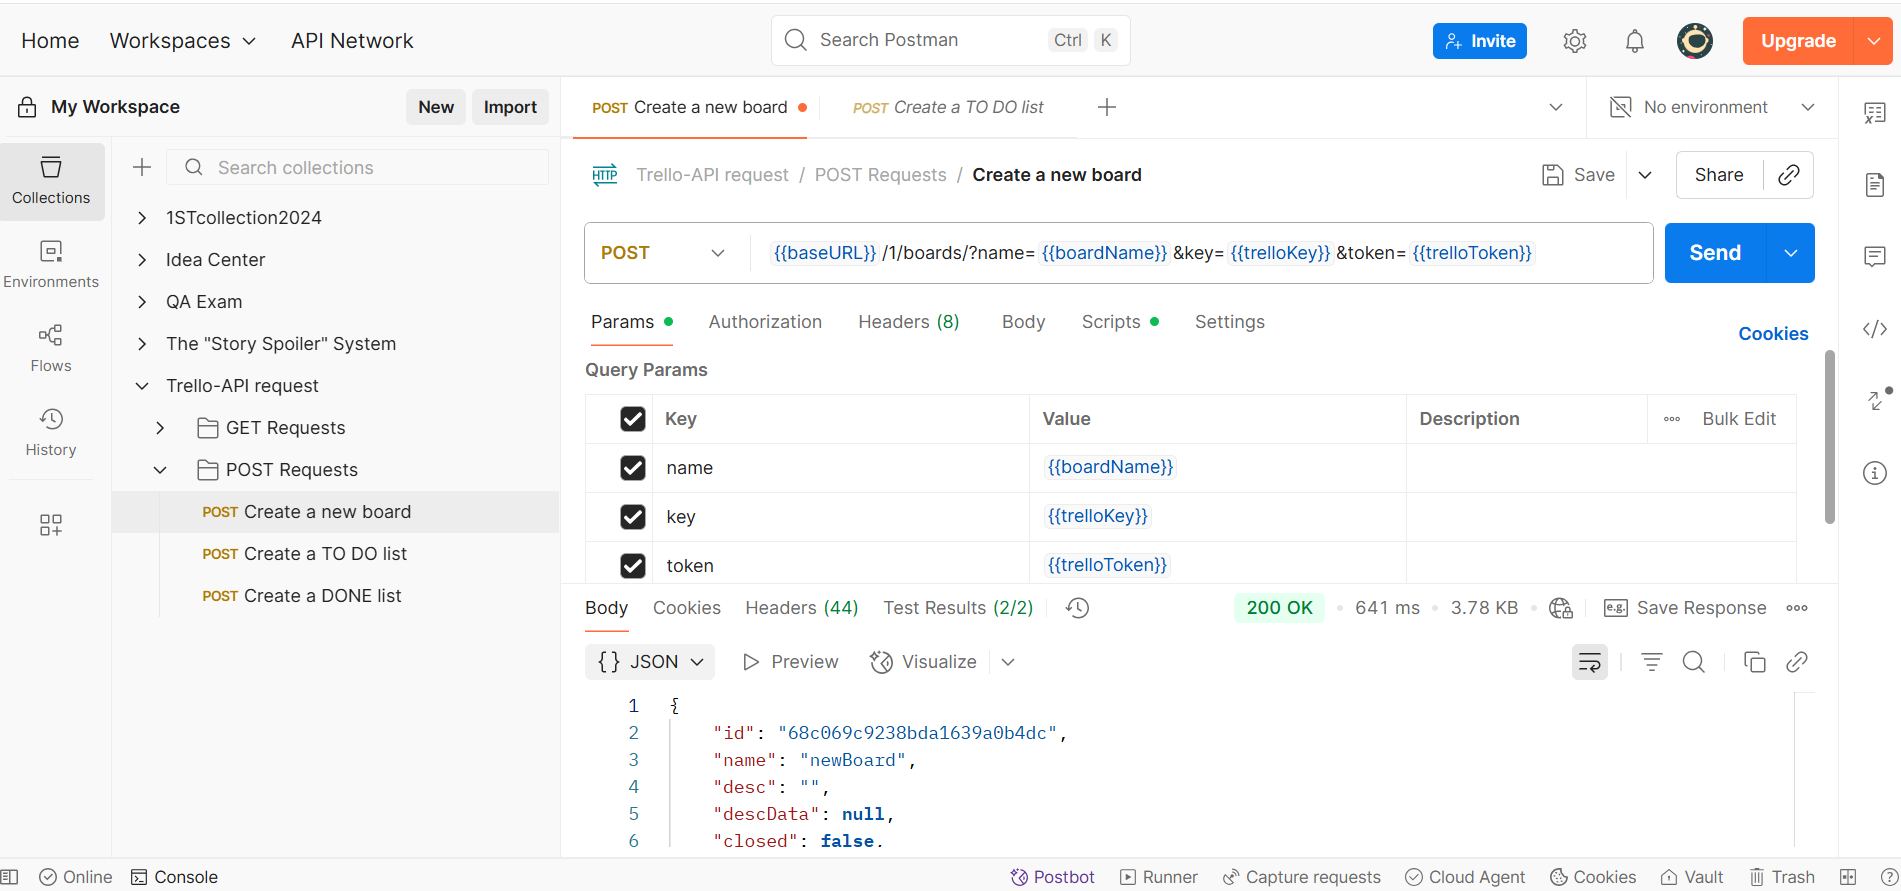 Home Workspaces API Network Search Postman Ctrl K Invite Upgrade
My Workspace New Import
POST Create a new board POST Create a TO DO list No environment
Collections
Environments
Flows
History
Search collections
1STcollection2024
Idea Center
QA Exam
The "Story Spoiler" System
Trello-API request
GET Requests
POST Requests
POST Create a new board
POST Create a TO DO list
POST Create a DONE list
HTTP Trello-API request / POST Requests / Create a new board Save Share
POST {{baseURL}} /1/boards/?name= {{boardName}} &key= {{trelloKey}} &token= {{trelloToken}} Send
Params Authorization Headers (8) Body Scripts Settings Cookies
Query Params
Key Value Description Bulk Edit
name {{boardName}}
key {{trelloKey}}
token {{trelloToken}}
Body Cookies Headers (44) Test Results (2/2) 200 OK 641 ms 3.78 KB e.g. Save Response
{} JSON Preview Visualize
1 {
2 "id": "68c069c9238bda1639a0b4dc",
3 "name": "newBoard",
4 "desc": "",
5 "descData": null,
6 "closed": false,
Online Console Postbot Runner Capture requests Cloud Agent Cookies Vault Trash